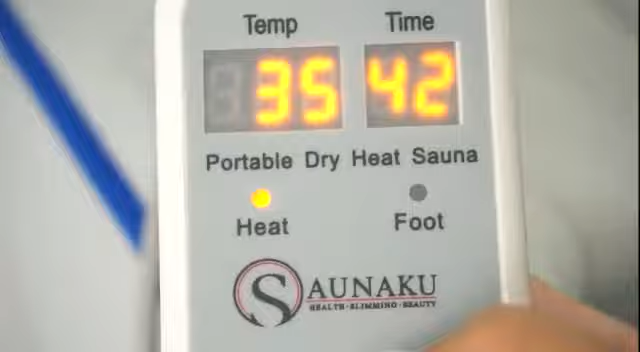 Temp Time
35 42
Portable Dry Heat Sauna
Heat Foot
SAUNAKU
HEALTH·SLIMMING·BEAUTY